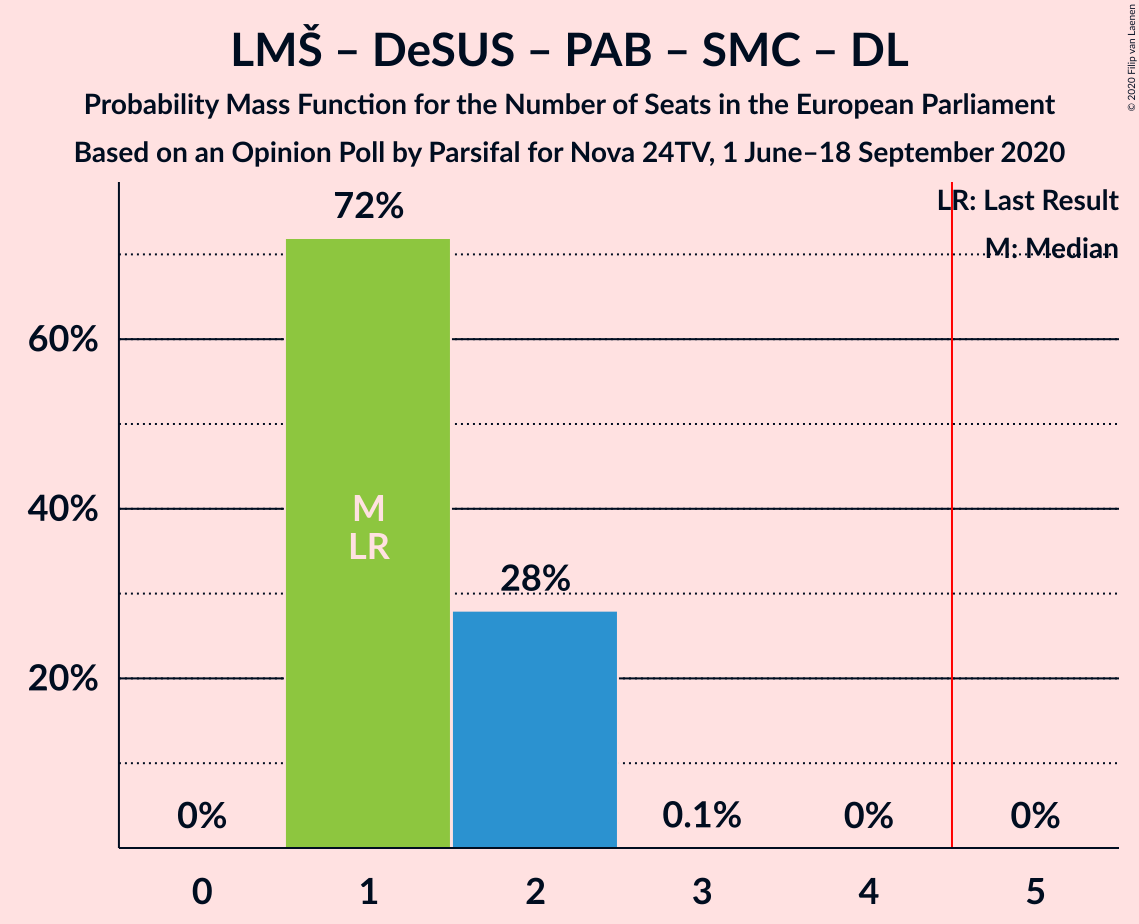 LMŠ – DeSUS – PAB – SMC – DL
Probability Mass Function for the Number of Seats in the European Parliament
Based on an Opinion Poll by Parsifal for Nova 24TV, 1 June–18 September 2020
© 2020 Filip van Laenen
LR: Last Result
M: Median
72%
60%
M
LR
40%
28%
20%
0%
0.1%
0%
0%
0
1
2
3
4
5